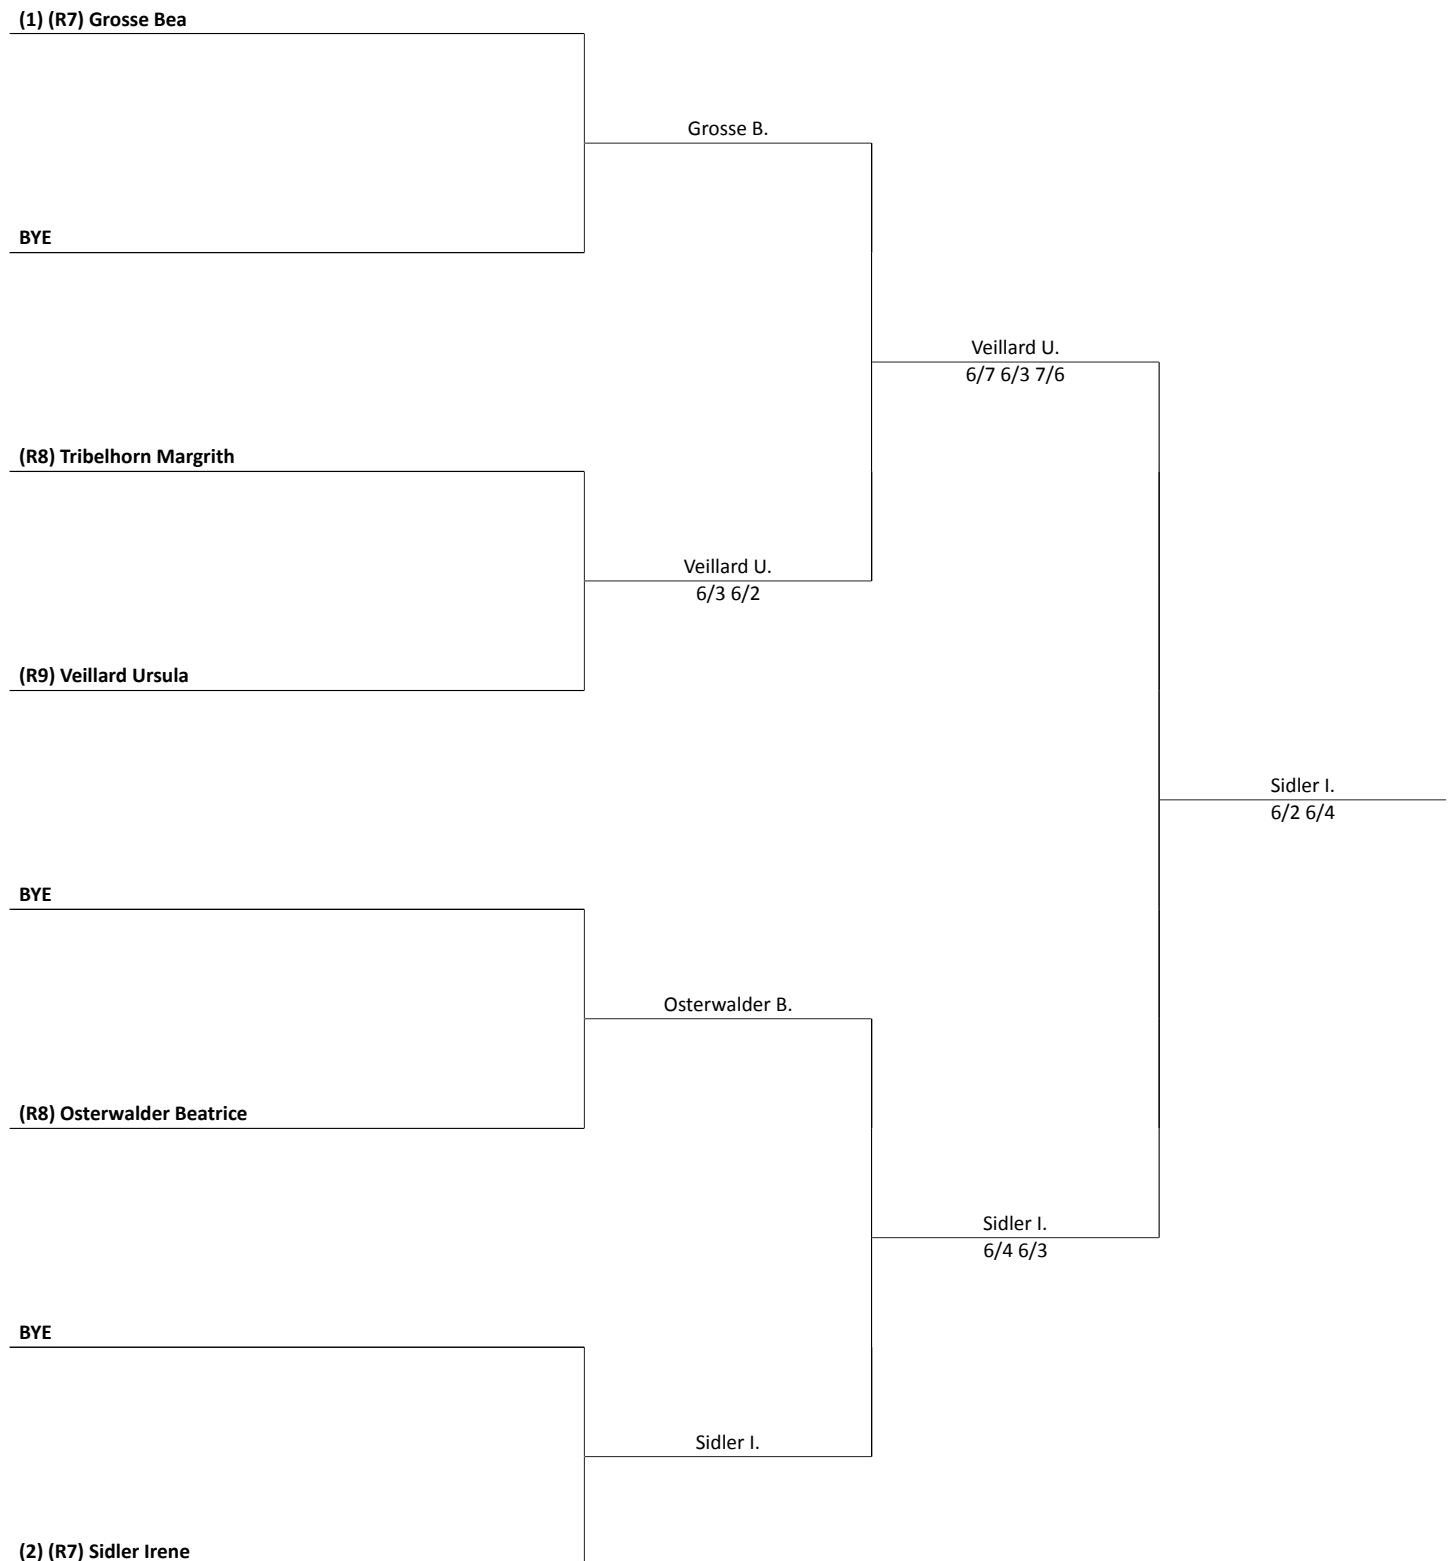 (1) (R7) Grosse Bea
Grosse B.
BYE
Veillard U.
6/7 6/3 7/6
(R8) Tribelhorn Margrith
Veillard U.
6/3 6/2
(R9) Veillard Ursula
Sidler I.
6/2 6/4
BYE
Osterwalder B.
(R8) Osterwalder Beatrice
Sidler I.
6/4 6/3
BYE
Sidler I.
(2) (R7) Sidler Irene